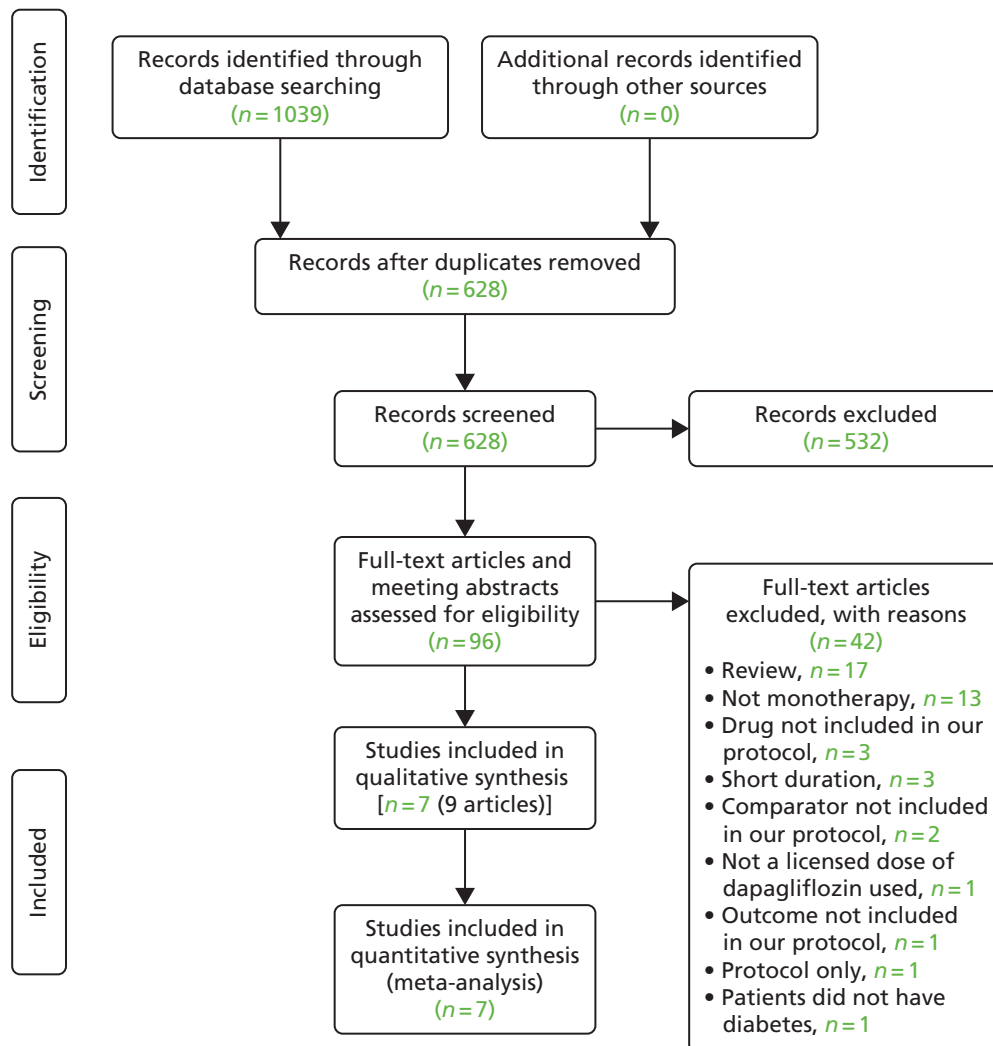 Identification
Records identified through
database searching
(n = 1039)
Additional records identified
through other sources
(n = 0)
Screening
Records after duplicates removed
(n = 628)
Records screened
(n = 628)
Records excluded
(n = 532)
Eligibility
Full-text articles and
meeting abstracts
assessed for eligibility
(n = 96)
Full-text articles
excluded, with reasons
(n = 42)
• Review, n = 17
• Not monotherapy, n = 13
• Drug not included in our
protocol, n = 3
• Short duration, n = 3
• Comparator not included
in our protocol, n = 2
• Not a licensed dose of
dapagliflozin used, n = 1
• Outcome not included
in our protocol, n = 1
• Protocol only, n = 1
• Patients did not have
diabetes, n = 1
Included
Studies included in
qualitative synthesis
[n = 7 (9 articles)]
Studies included in
quantitative synthesis
(meta-analysis)
(n = 7)